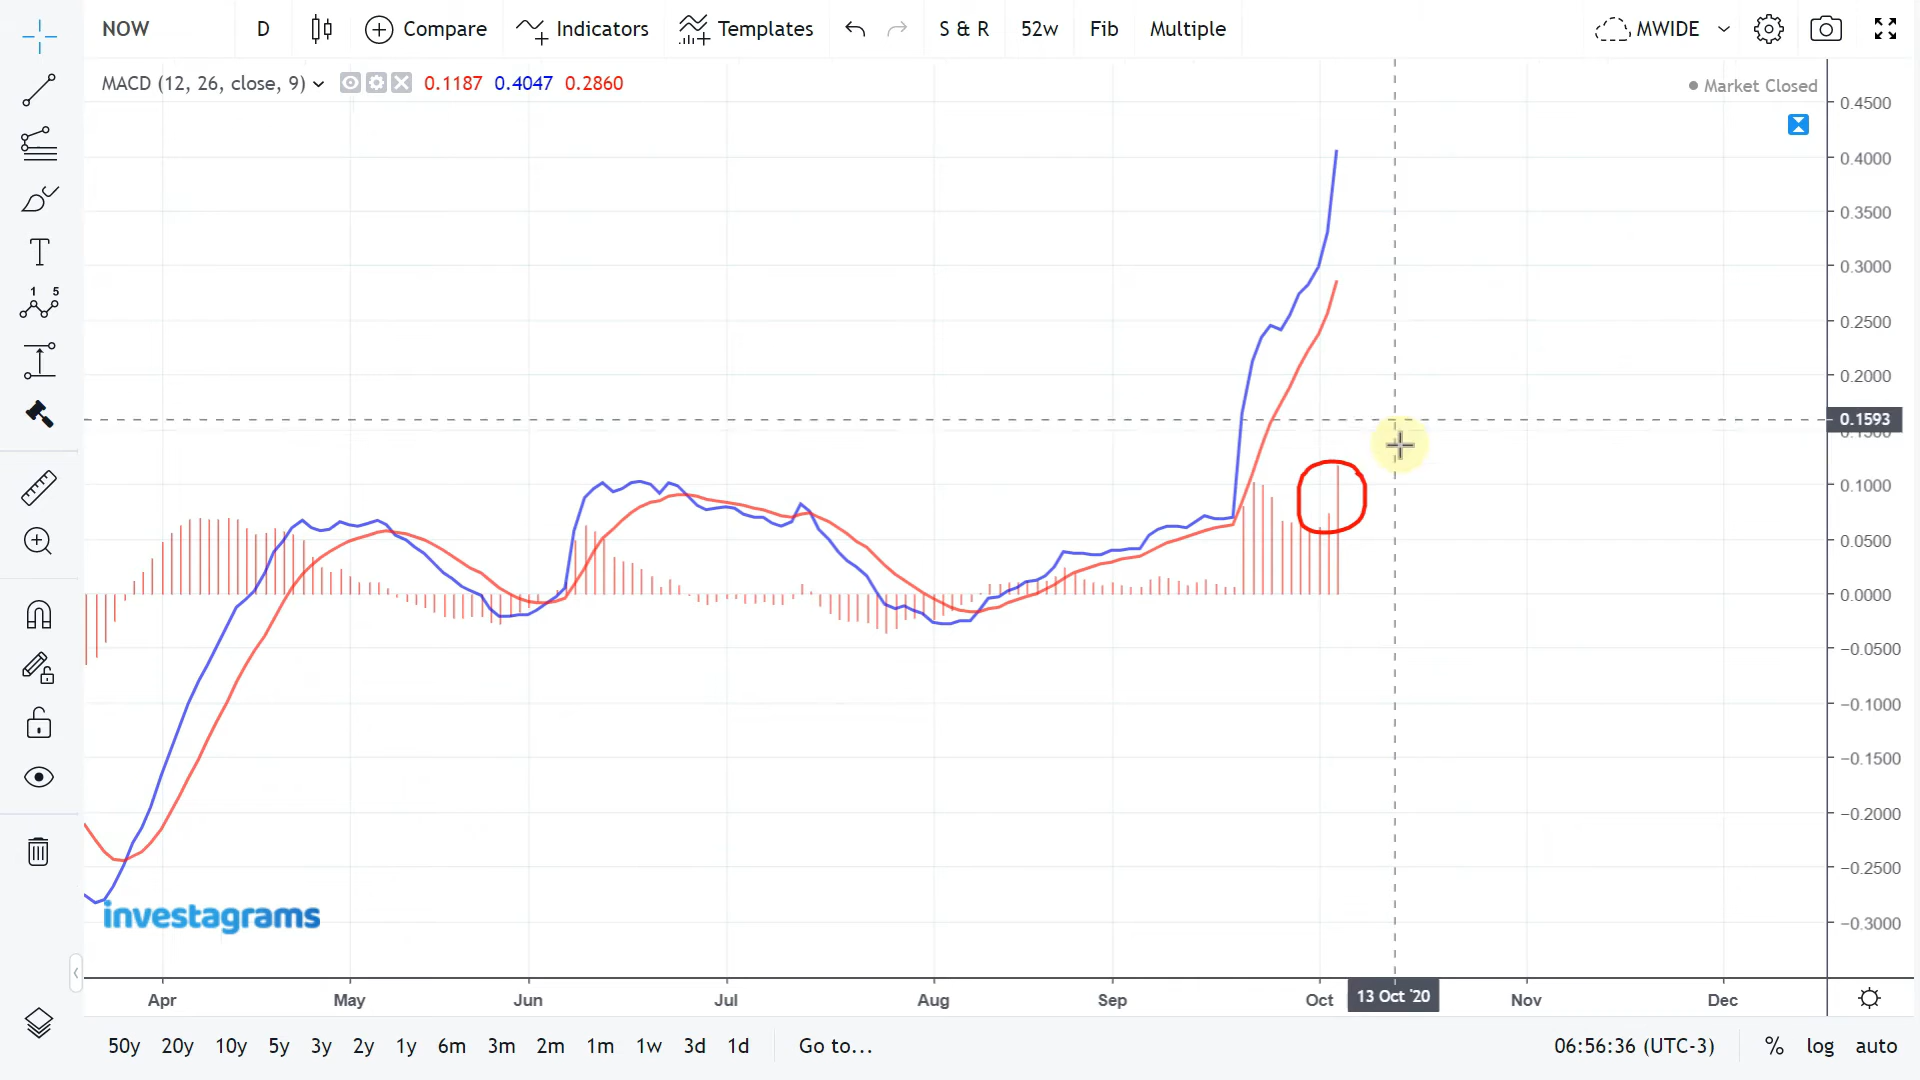 NOW D Compare Indicators Templates S & R 52w Fib Multiple MWIDE
MACD (12, 26, close, 9) 0.1187 0.4047 0.2860
Market Closed
0.4500
0.4000
0.3500
0.3000
0.2500
0.2000
0.1593
0.1500
0.1000
0.0500
0.0000
−0.0500
−0.1000
−0.1500
−0.2000
−0.2500
−0.3000
T
1 5
investagrams
Apr May Jun Jul Aug Sep Oct 13 Oct '20 Nov Dec
50y 20y 10y 5y 3y 2y 1y 6m 3m 2m 1m 1w 3d 1d Go to... 06:56:36 (UTC-3) % log auto